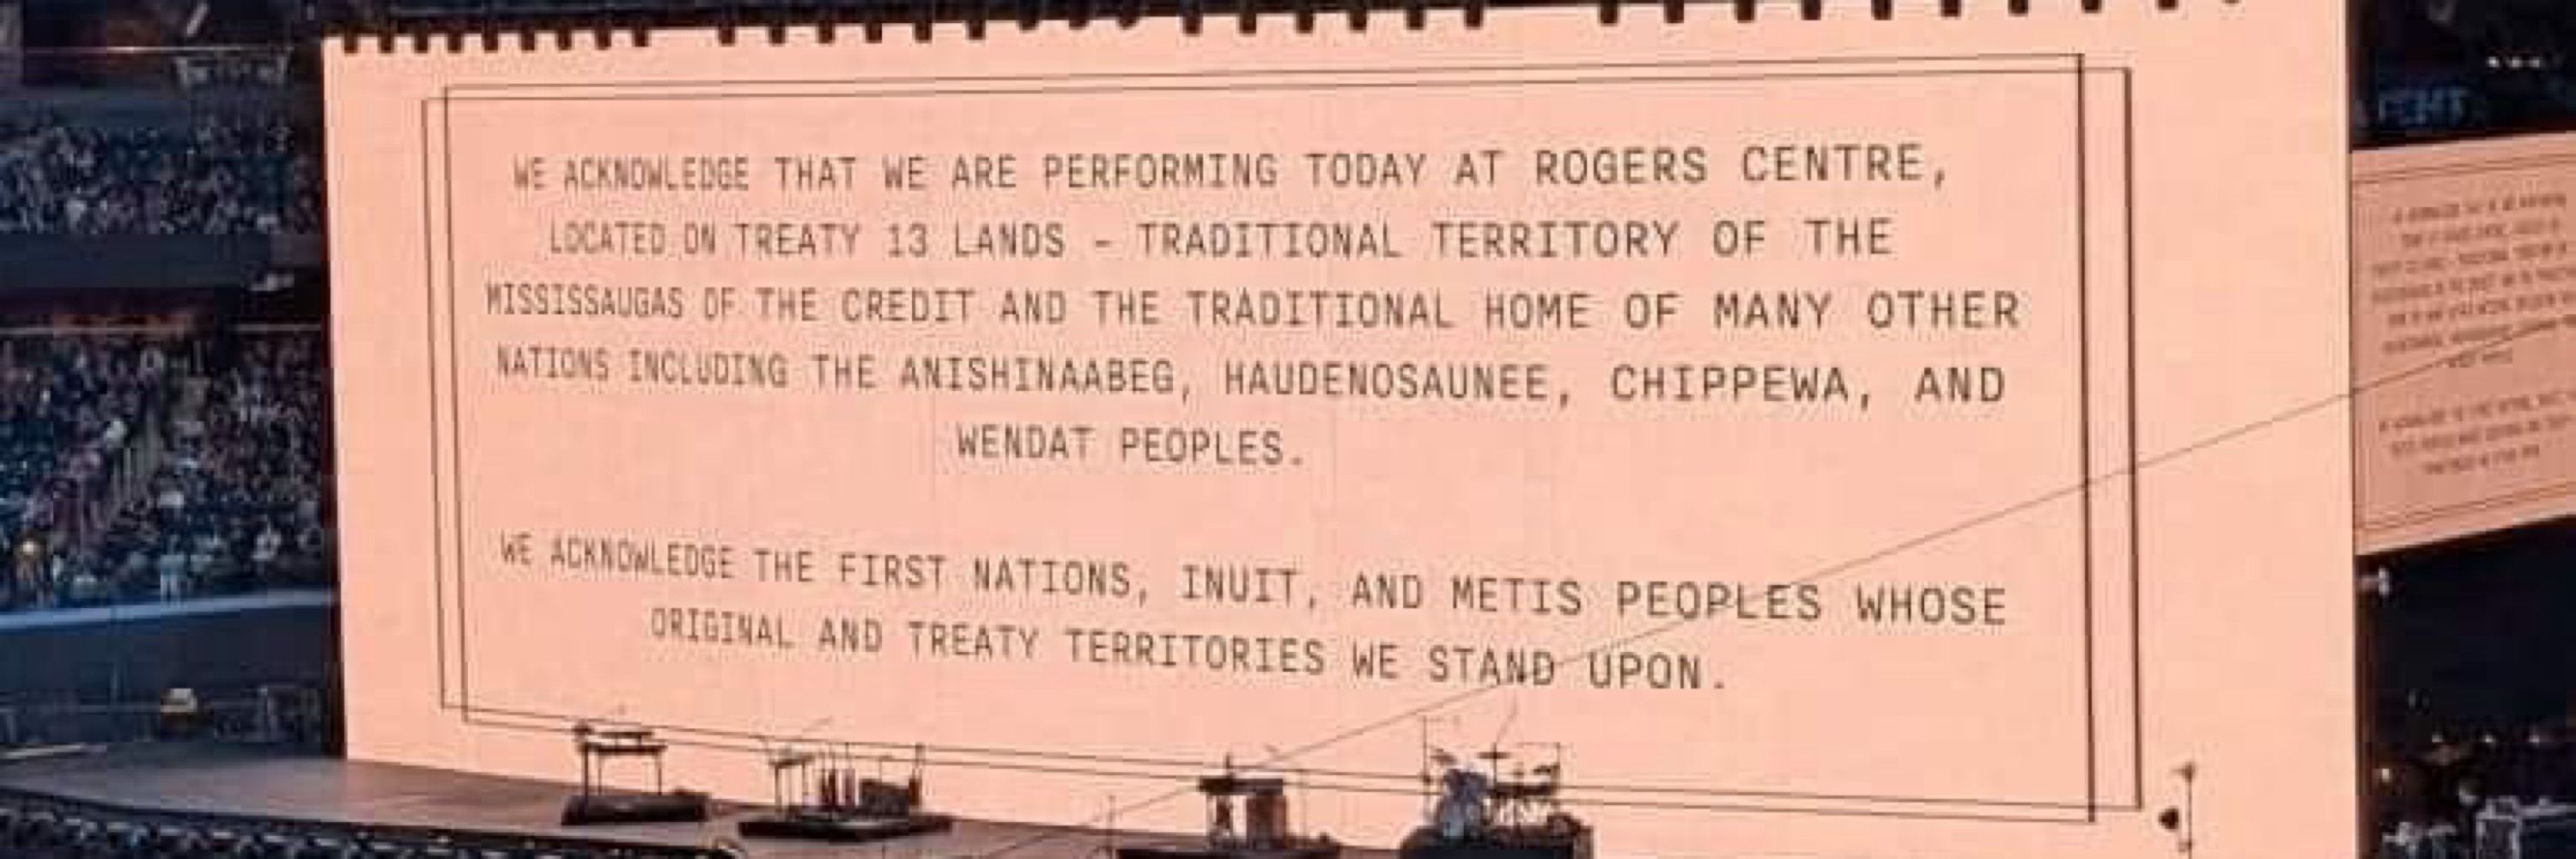 WE ACKNOWLEDGE THAT WE ARE PERFORMING TODAY AT ROGERS CENTRE,
LOCATED ON TREATY 13 LANDS - TRADITIONAL TERRITORY OF THE
MISSISSAUGAS OF THE CREDIT AND THE TRADITIONAL HOME OF MANY OTHER
NATIONS INCLUDING THE ANISHINAABEG, HAUDENOSAUNEE, CHIPPEWA, AND
WENDAT PEOPLES.
WE ACKNOWLEDGE THE FIRST NATIONS, INUIT, AND METIS PEOPLES WHOSE
ORIGINAL AND TREATY TERRITORIES WE STAND UPON.